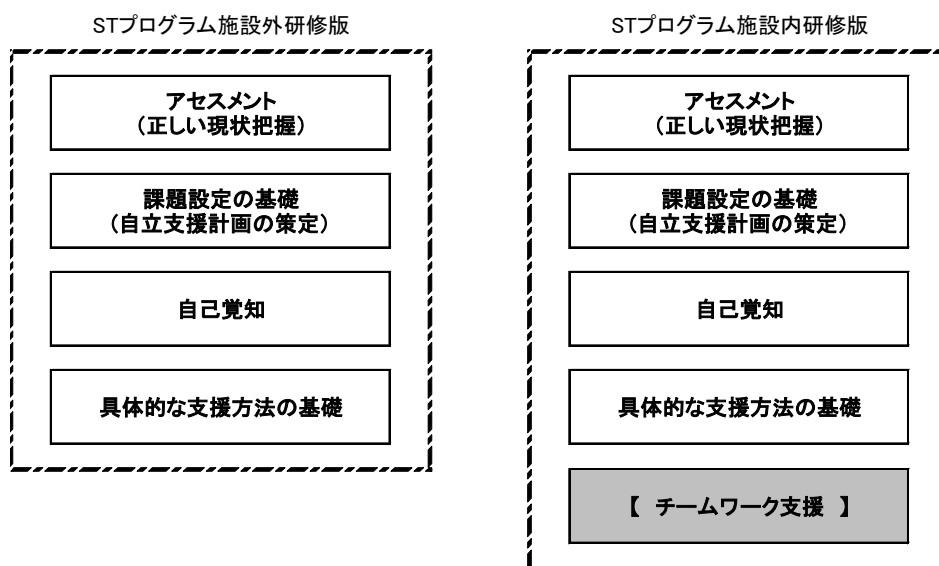 STプログラム施設外研修版
アセスメント
（正しい現状把握）
課題設定の基礎
（自立支援計画の策定）
自己覚知
具体的な支援方法の基礎
STプログラム施設内研修版
アセスメント
（正しい現状把握）
課題設定の基礎
（自立支援計画の策定）
自己覚知
具体的な支援方法の基礎
【 チームワーク支援 】